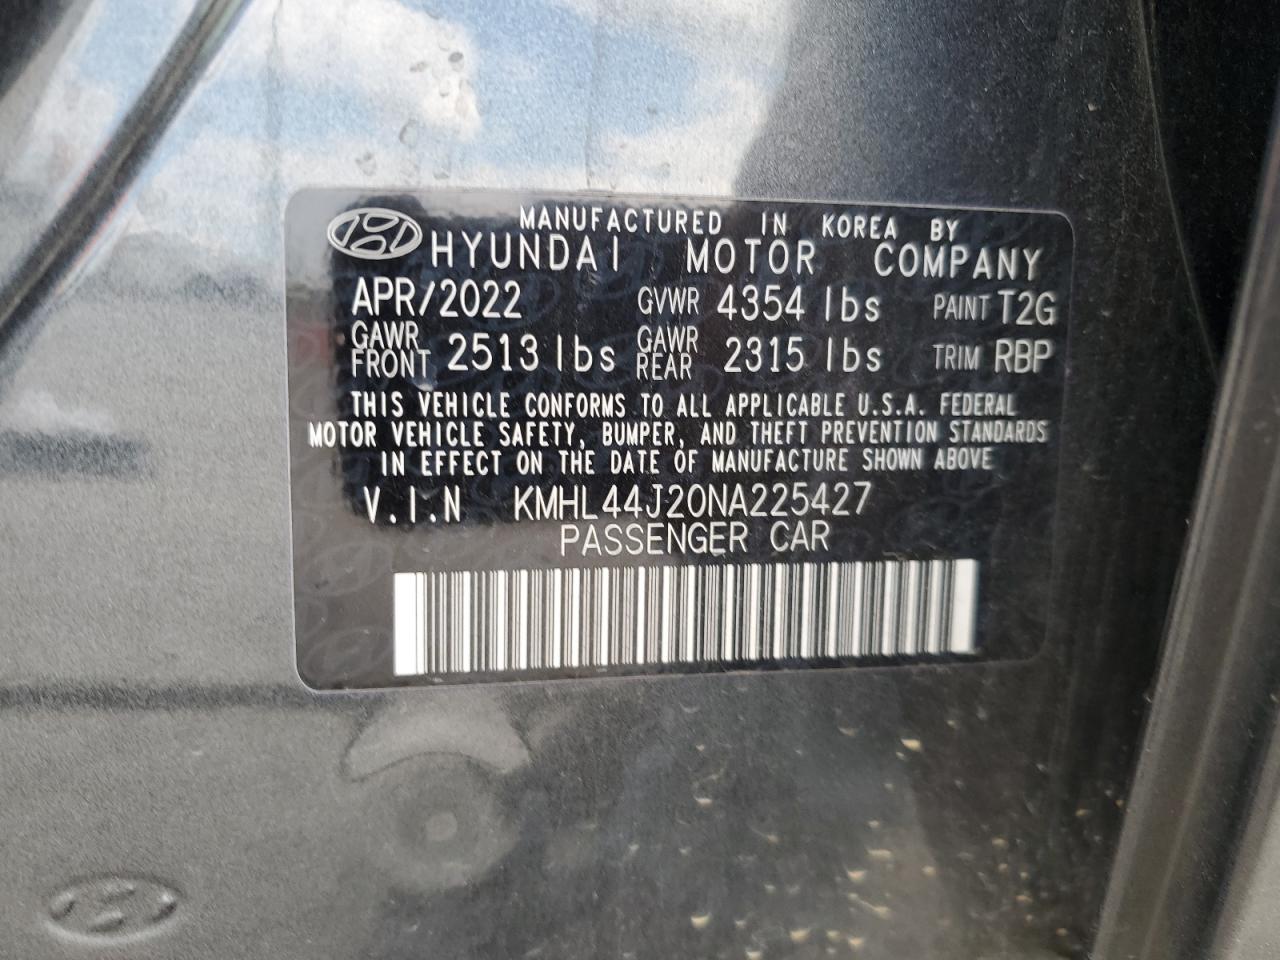 MANUFACTURED IN KOREA BY
HYUNDAI MOTOR COMPANY
APR/2022 GVWR 4354 lbs PAINT T2G
GAWR FRONT 2513 lbs GAWR REAR 2315 lbs TRIM RBP
THIS VEHICLE CONFORMS TO ALL APPLICABLE U.S.A. FEDERAL
MOTOR VEHICLE SAFETY, BUMPER, AND THEFT PREVENTION STANDARDS
IN EFFECT ON THE DATE OF MANUFACTURE SHOWN ABOVE
V.I.N KMHL44J20NA225427
PASSENGER CAR